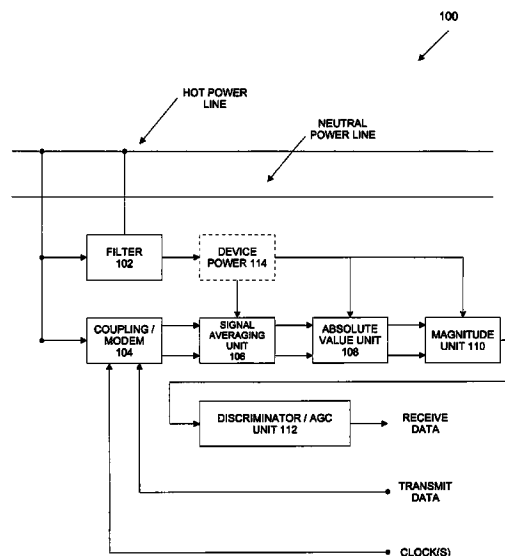 100
HOT POWER
LINE
NEUTRAL
POWER LINE
FILTER
102
DEVICE
POWER 114
COUPLING /
MODEM
104
SIGNAL
AVERAGING
UNIT
106
ABSOLUTE
VALUE UNIT
108
MAGNITUDE
UNIT 110
DISCRIMINATOR / AGC
UNIT 112
RECEIVE
DATA
TRANSMIT
DATA
CLOCK(S)